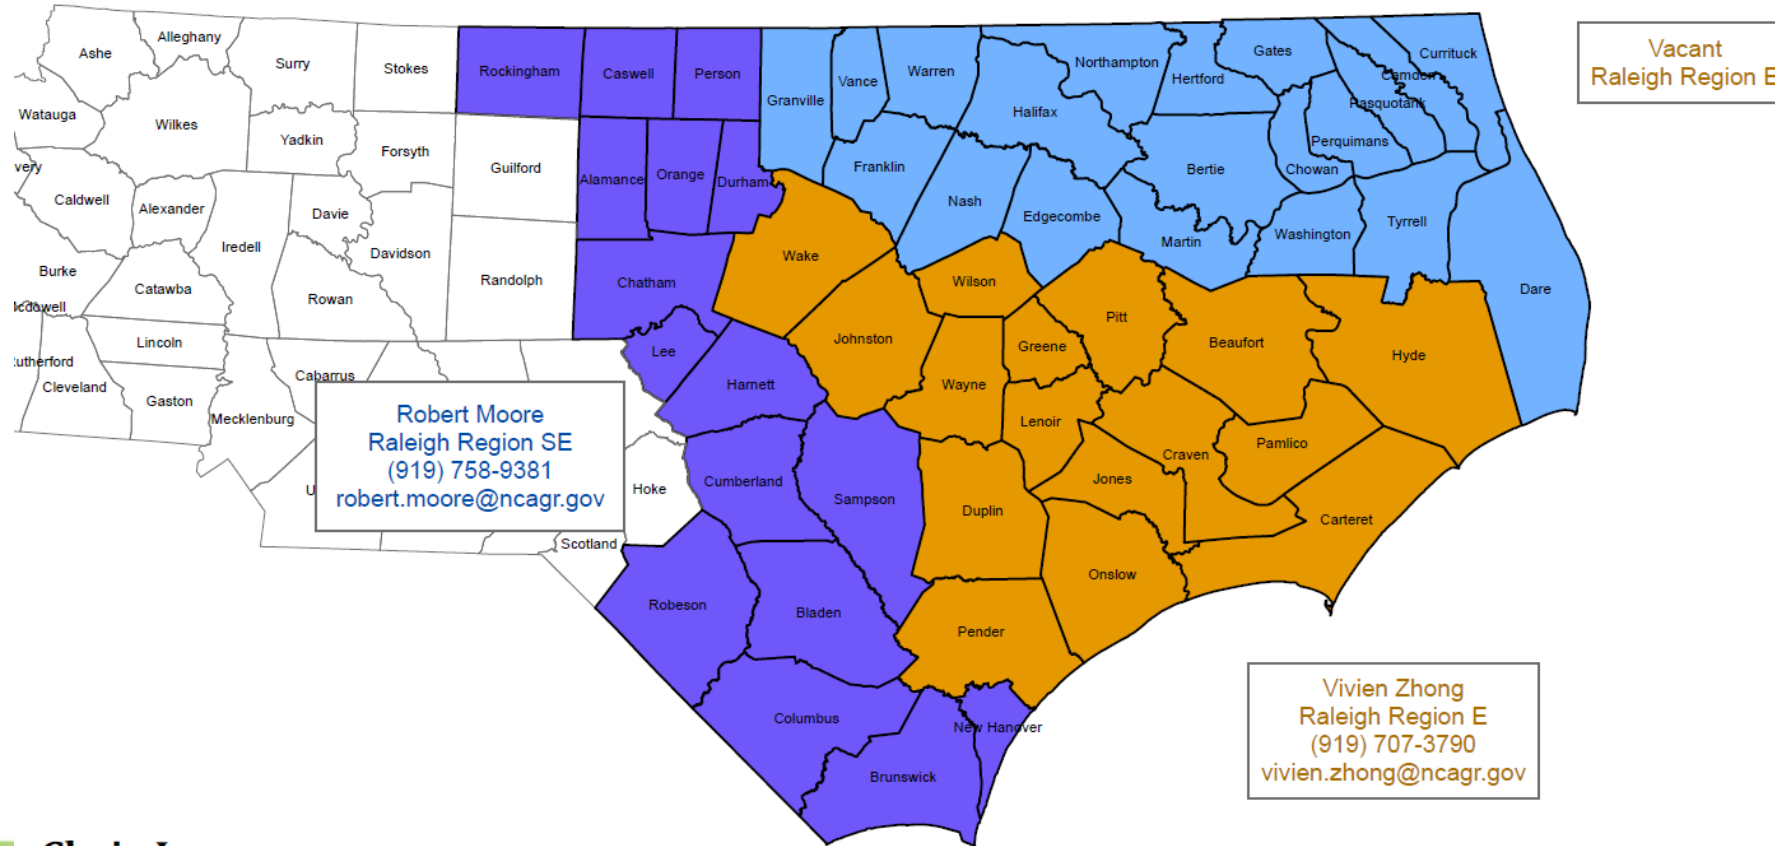 Ashe
Alleghany
Surry
Stokes
Rockingham
Caswell
Person
Granville
Vance
Warren
Northampton
Hertford
Gates
Camden
Currituck
Pasquotank
Perquimans
Chowan
Vacant
Raleigh Region E
Watauga
Wilkes
Yadkin
Forsyth
Guilford
Alamance
Orange
Durham
Franklin
Halifax
Bertie
very
Caldwell
Alexander
Davie
Iredell
Davidson
Randolph
Chatham
Wake
Nash
Edgecombe
Martin
Washington
Tyrrell
Dare
Burke
Catawba
Rowan
Lincoln
utherford
Cleveland
Gaston
Cabarrus
Mecklenburg
Lee
Harnett
Johnston
Wilson
Wayne
Greene
Pitt
Beaufort
Hyde
Lenoir
Craven
Pamlico
Jones
Carteret
Robert Moore
Raleigh Region SE
(919) 758-9381
robert.moore@ncagr.gov
U
Hoke
Scotland
Cumberland
Sampson
Duplin
Onslow
Robeson
Bladen
Pender
Columbus
Brunswick
New Hanover
Vivien Zhong
Raleigh Region E
(919) 707-3790
vivien.zhong@ncagr.gov